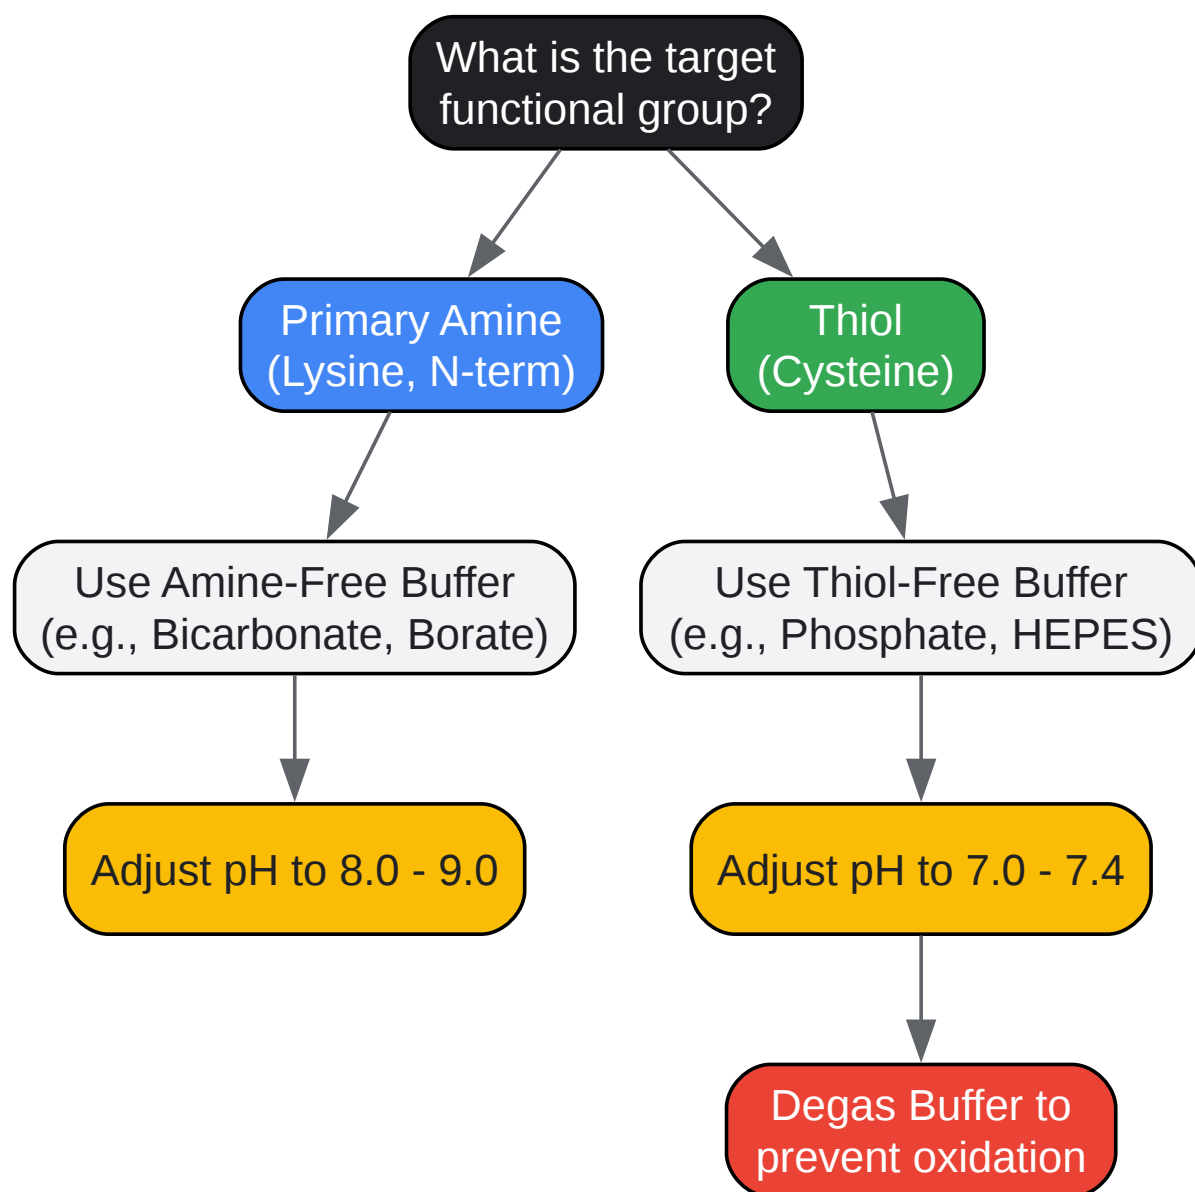 What is the target
functional group?
Primary Amine
(Lysine, N-term)
Thiol
(Cysteine)
Use Amine-Free Buffer
(e.g., Bicarbonate, Borate)
Use Thiol-Free Buffer
(e.g., Phosphate, HEPES)
Adjust pH to 8.0 - 9.0
Adjust pH to 7.0 - 7.4
Degas Buffer to
prevent oxidation